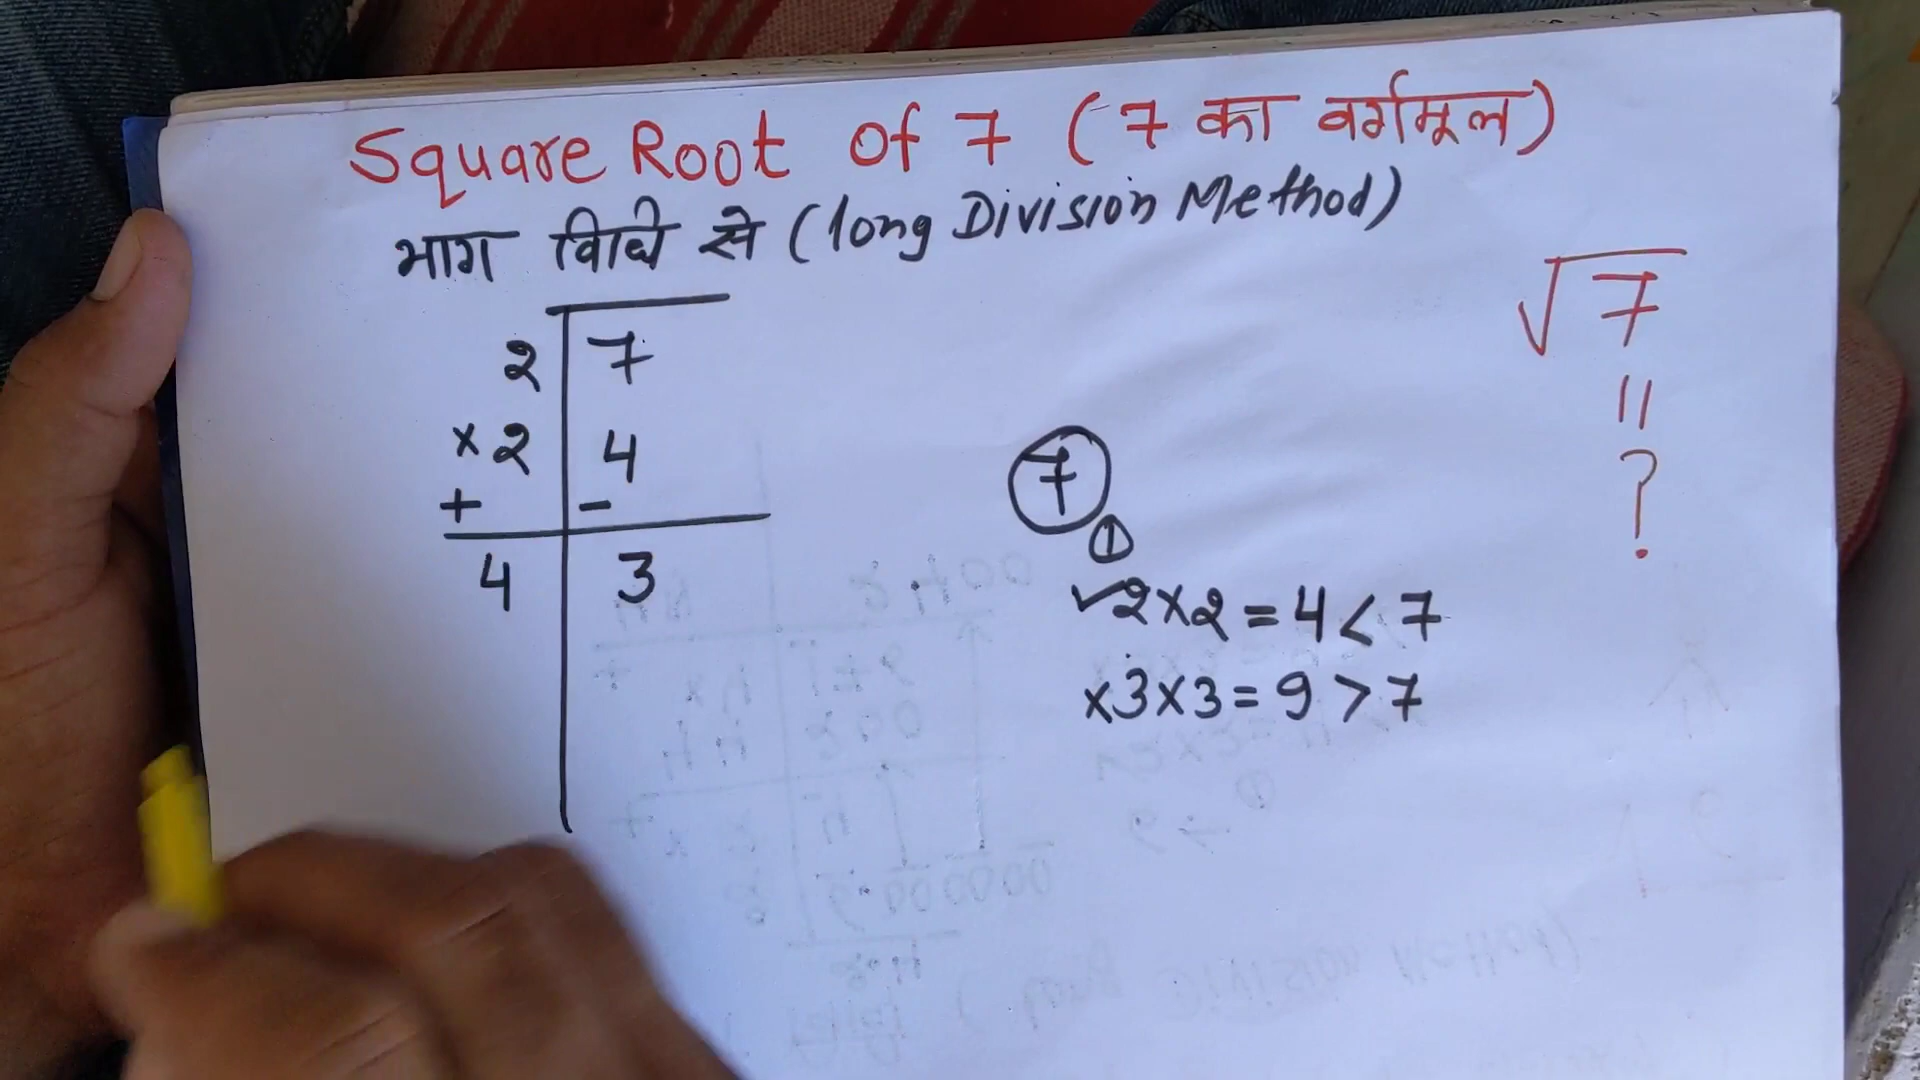 Square Root of 7 (7 का वर्गमूल)
भाग विधि से (long Division Method)
√7
=
?
2 | 7
×2 | 4
+ | -
4 | 3
7
1
✓2×2=4<7
×3×3=9>7